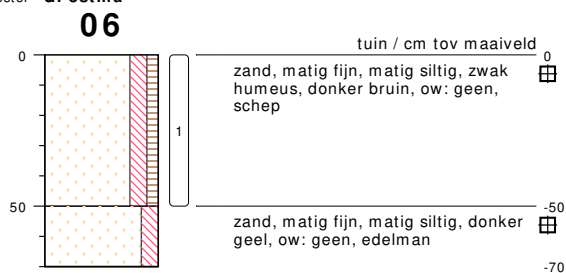 06
tuin / cm tov maaiveld
0
0
zand, matig fijn, matig siltig, zwak
humeus, donker bruin, ow: geen,
schep
1
50
-50
zand, matig fijn, matig siltig, donker
geel, ow: geen, edelman
-70